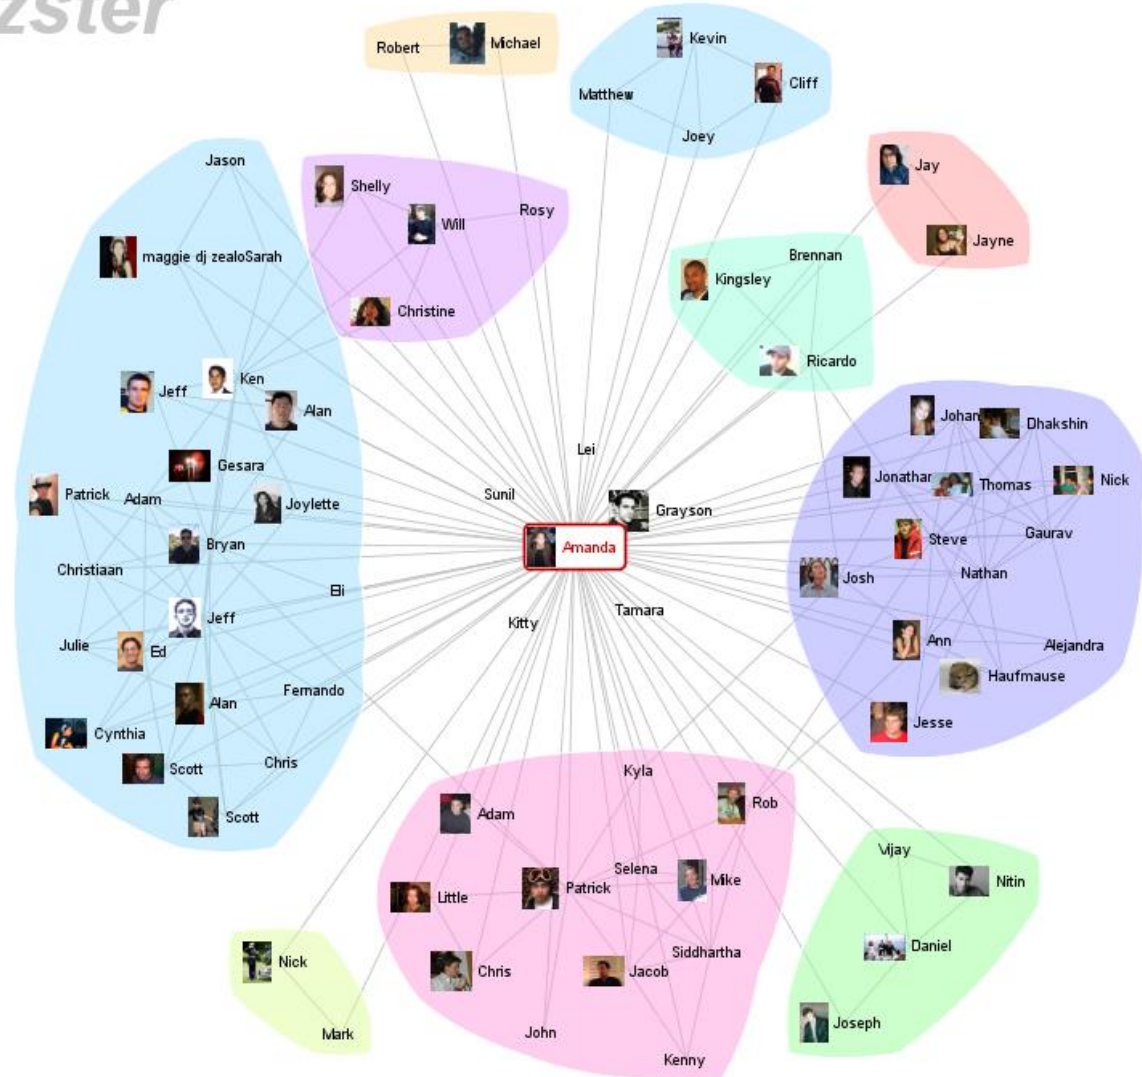 zster
Robert
Michael
Kevin
Cliff
Matthew
Joey
Jason
Shelly
Will
Rosy
Jay
Jayne
maggie dj zealoSarah
Christine
Brennan
Kingsley
Ricardo
Jeff
Ken
Alan
Johan
Dhakshin
Lei
Gesara
Patrick
Adam
Joylette
Sunil
Grayson
Jonathan
Thomas
Nick
Bryan
Amanda
Steve
Gaurav
Christiaan
Eli
Josh
Nathan
Jeff
Kitty
Tamara
Julie
Ed
Ann
Alejandra
Haufmause
Alan
Fernando
Jesse
Cynthia
Scott
Chris
Scott
Kyla
Adam
Rob
Vijay
Selena
Nitin
Little
Patrick
Mike
Daniel
Siddhartha
Nick
Chris
Jacob
Mark
John
Joseph
Kenny